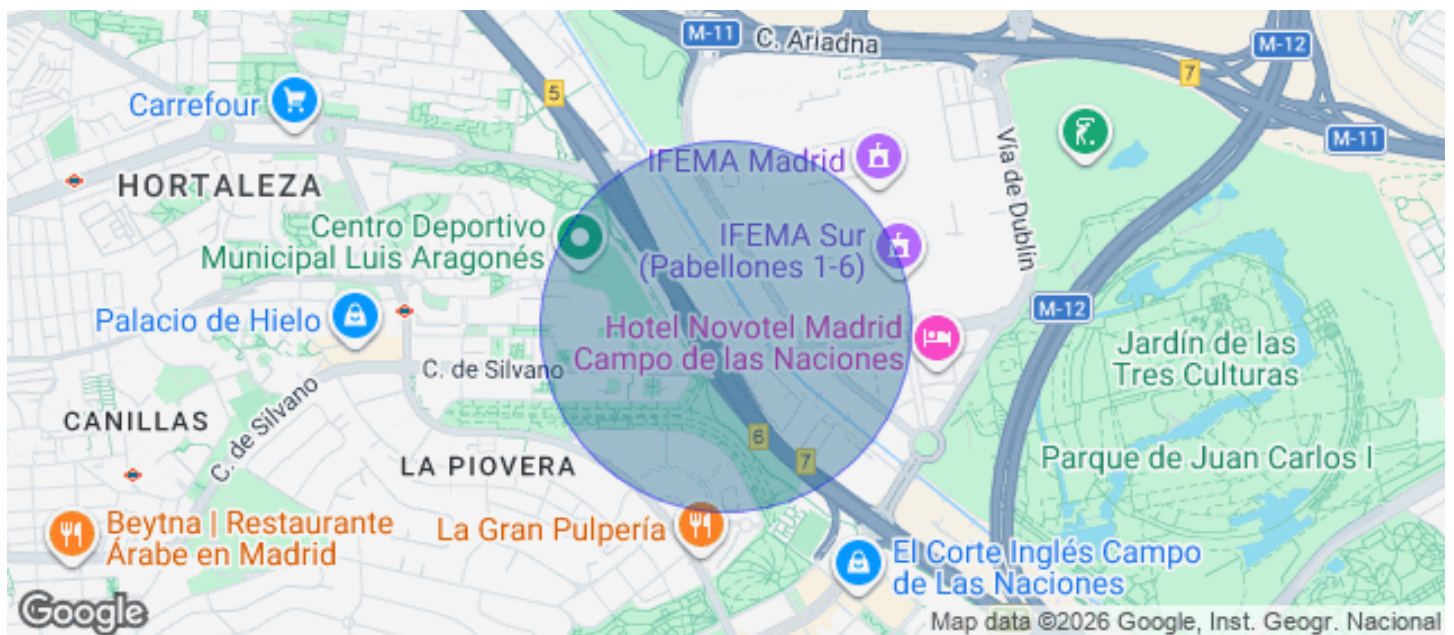 M-11
C. Ariadna
M-12
7
5
M-11
Carrefour
IFEMA Madrid
Vía de Dublín
HORTALEZA
Centro Deportivo
Municipal Luis Aragonés
IFEMA Sur
(Pabellones 1-6)
M-12
Palacio de Hielo
Hotel Novotel Madrid
Campo de las Naciones
Jardín de las
Tres Culturas
C. de Silvano
CANILLAS
C. de Silvano
6
7
LA PIOVERA
Parque de Juan Carlos I
Beytna | Restaurante
Árabe en Madrid
La Gran Pulpería
El Corte Inglés Campo
de Las Naciones
Google
Map data ©2026 Google, Inst. Geogr. Nacional